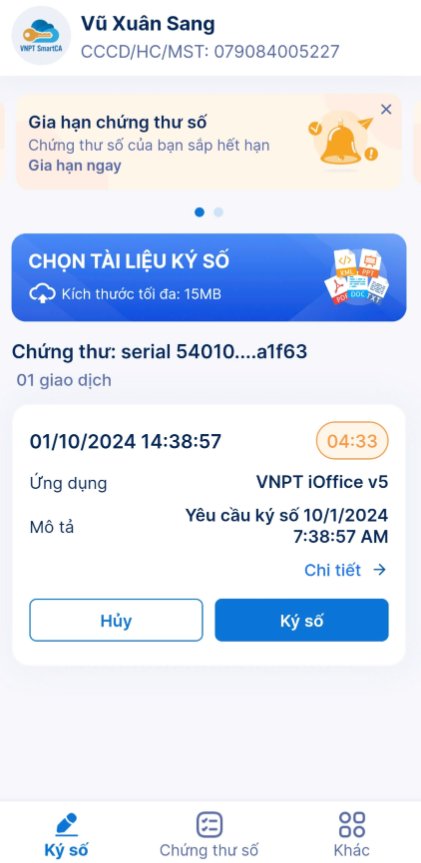 VNPT SmartCA
Vũ Xuân Sang
CCCD/HC/MST: 079084005227
Gia hạn chứng thư số
Chứng thư số của bạn sắp hết hạn
Gia hạn ngay
CHỌN TÀI LIỆU KÝ SỐ
Kích thước tối đa: 15MB
XML PPT
PDF DOC TXT
Chứng thư: serial 54010....a1f63
01 giao dịch
01/10/2024 14:38:57
04:33
Ứng dụng
VNPT iOffice v5
Mô tả
Yêu cầu ký số 10/1/2024
7:38:57 AM
Chi tiết
Hủy
Ký số
Ký số
Chứng thư số
Khác